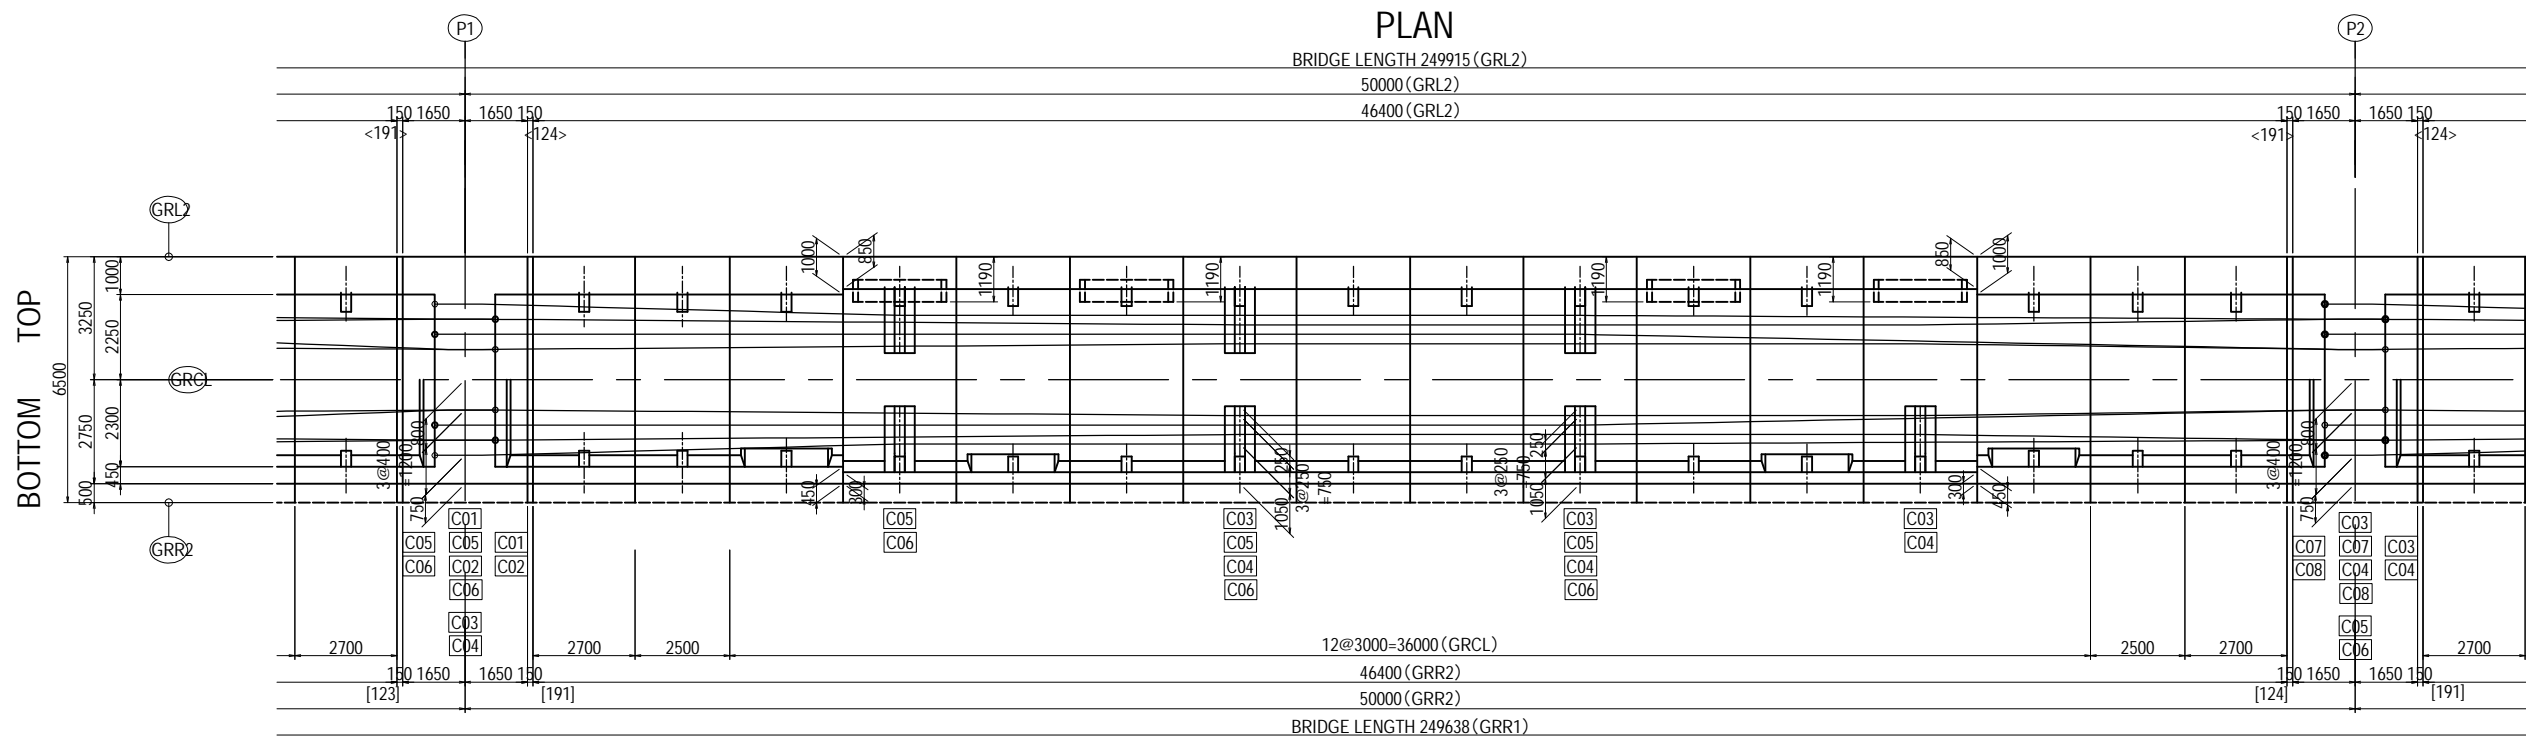 PLAN
P1
P2
BRIDGE LENGTH 249915(GRL2)
50000(GRL2)
150 1650 1650 150 46400(GRL2) 150 1650 1650 150
<191> <124> <191> <124>
GRL2
GRCL
GRR2
TOP
BOTTOM
6500
3250
2750
500
1000
2250
2300
450
1000 850 850 1000
1190 1190 1190 1190
800
3@400
=1200
750
450 300
250
3@250
=750
1050
250
3@250
=750
1050
300 450
800
3@400
=1200
750
C01
C05 C05 C01
C06 C02 C02
C06
C03
C04
C05
C06
C03
C05
C04
C06
C03
C05
C04
C06
C03
C04
C03
C07 C07 C03
C08 C04 C04
C08
C05
C06
2700 2700 2500 12@3000=36000(GRCL) 2500 2700 2700
150 1650 1650 150 46400(GRR2) 150 1650 1650 150
[123] [191] [124] [191]
50000(GRR2)
BRIDGE LENGTH 249638(GRR1)